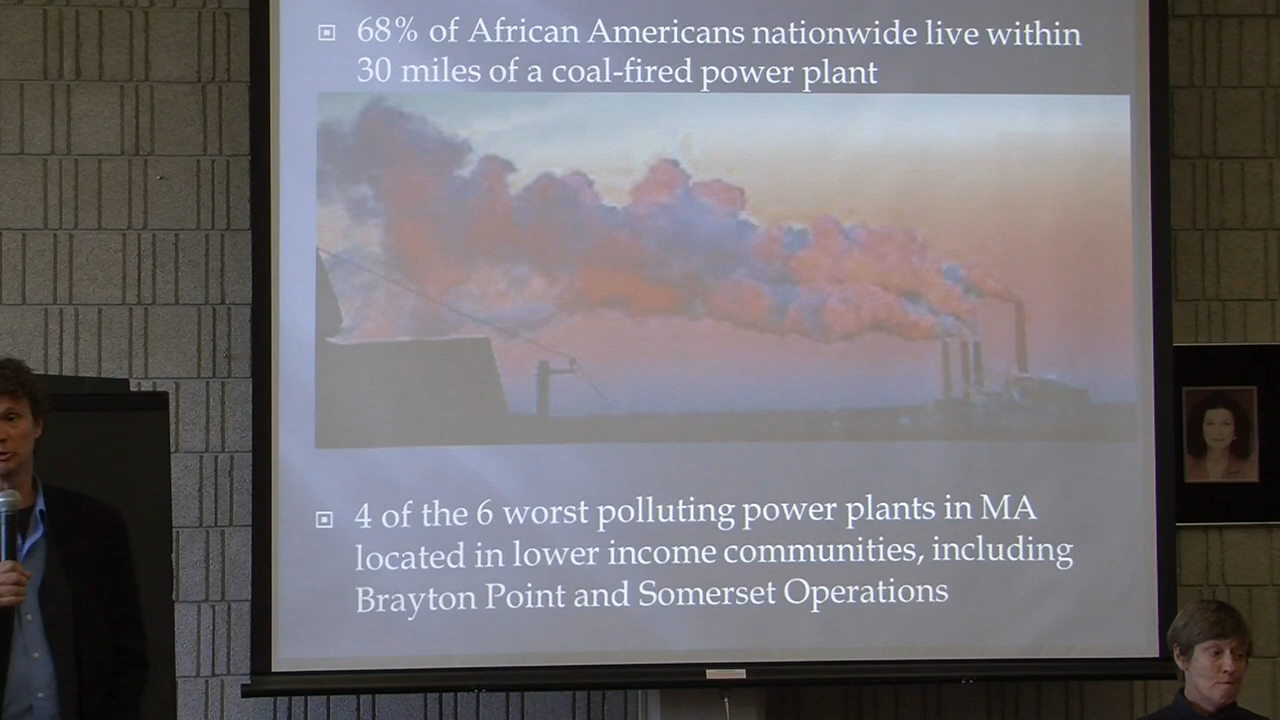 68% of African Americans nationwide live within
30 miles of a coal-fired power plant
4 of the 6 worst polluting power plants in MA
located in lower income communities, including
Brayton Point and Somerset Operations